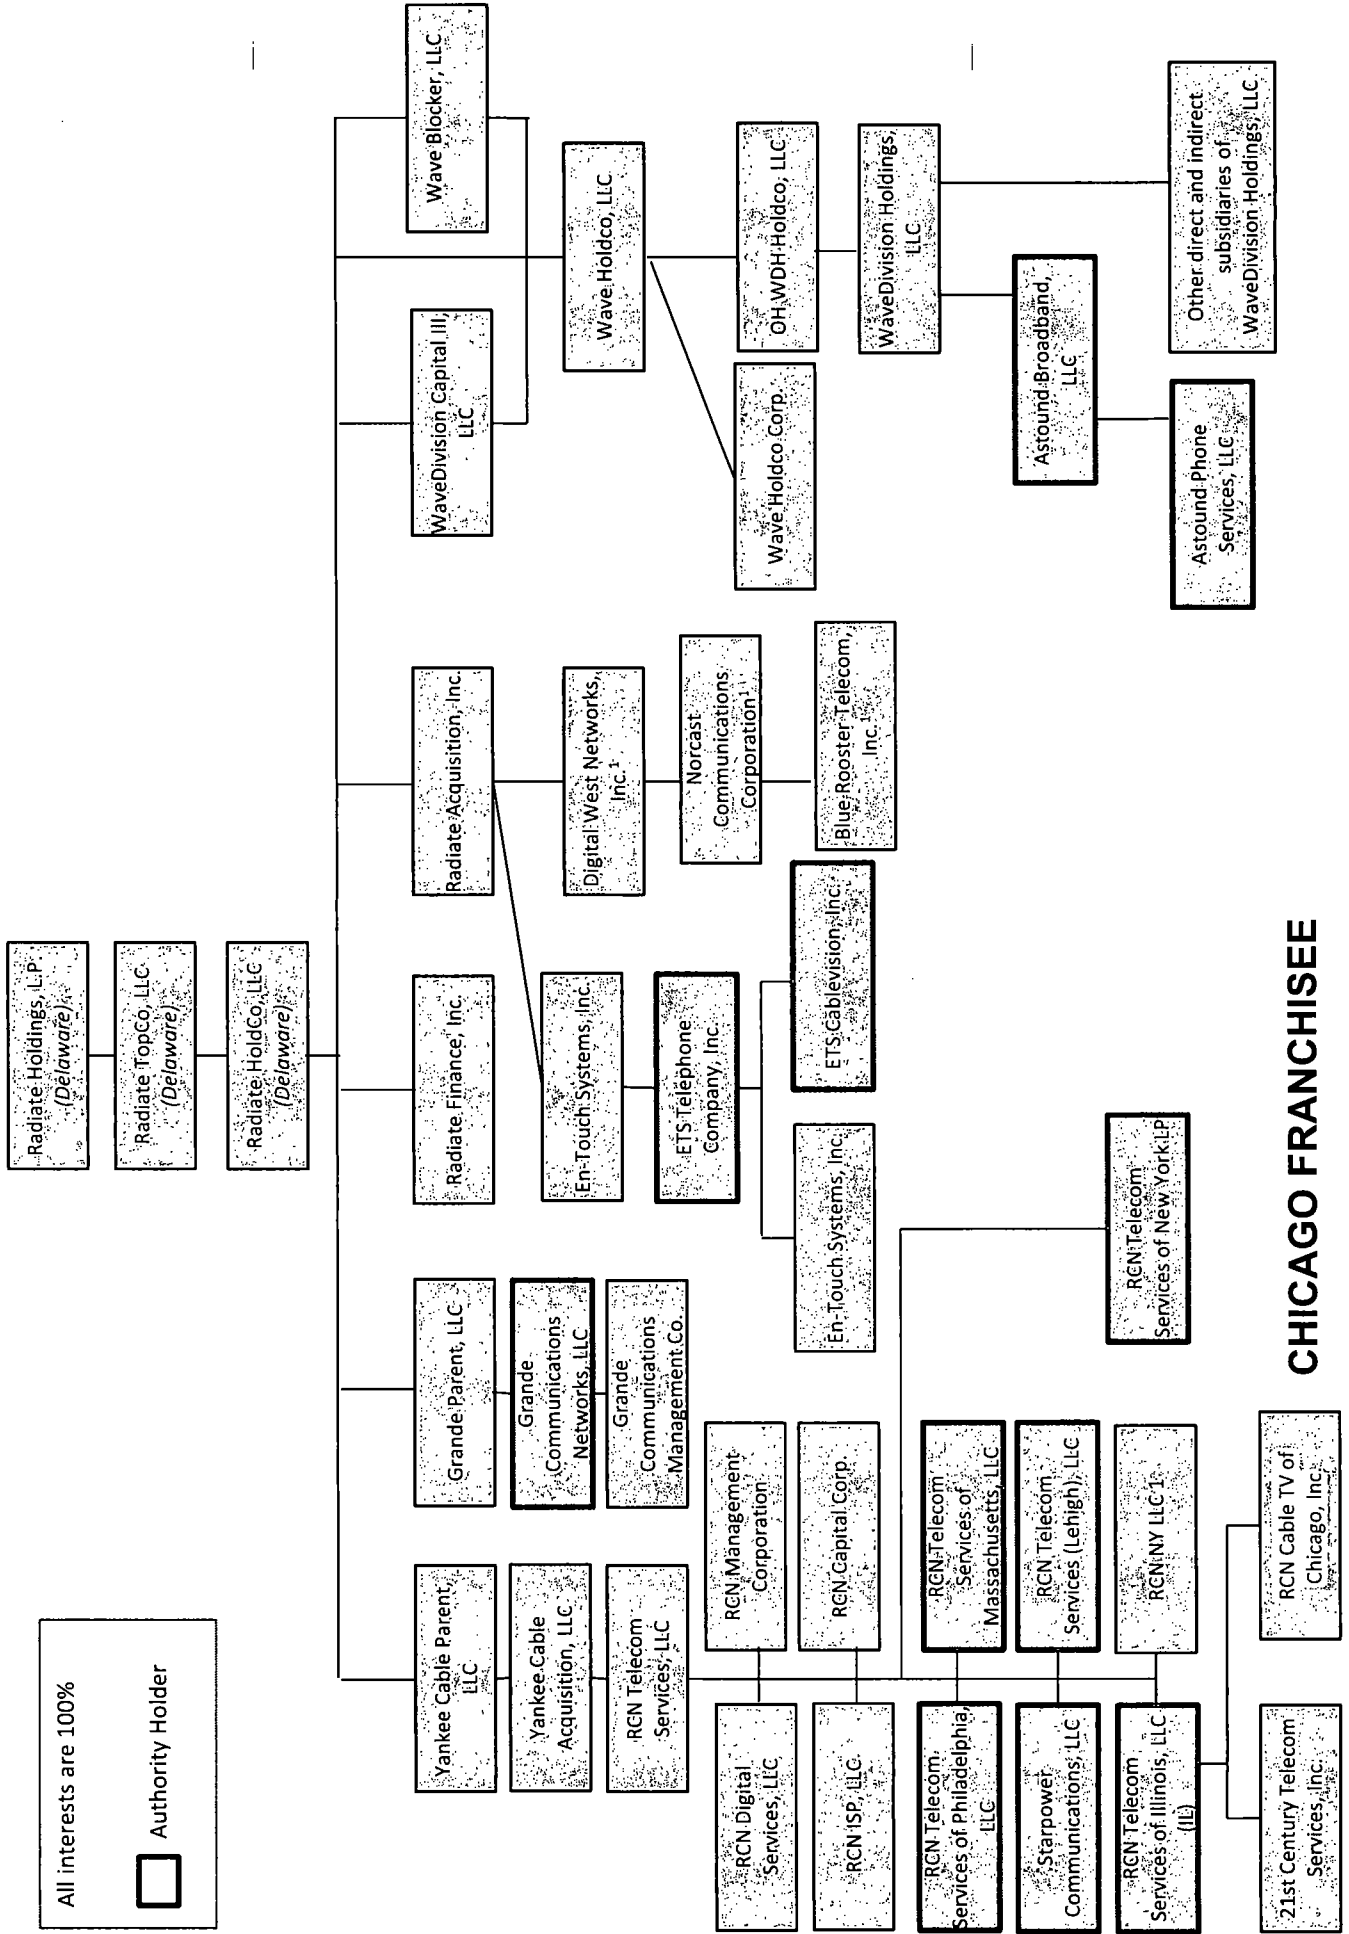 All interests are 100%
Authority Holder
Radiate Holdings, L.P.
(Delaware)
Radiate TopCo, LLC
(Delaware)
Radiate HoldCo, LLC
(Delaware)
Yankee Cable Parent,
LLC
Grande Parent, LLC
Radiate Finance, Inc.
Radiate Acquisition, Inc.
WaveDivision Capital III,
LLC
Wave Blocker, LLC
Yankee Cable
Acquisition, LLC
RCN Telecom
Services, LLC
Grande
Communications
Networks, LLC
Grande
Communications
Management Co.
En-Touch Systems, Inc.
ETS Telephone
Company, Inc.
En-Touch Systems, Inc.
ETS Cablevision, Inc.
Digital West Networks,
Inc.¹
Norcast
Communications
Corporation¹
Blue Rooster Telecom,
Inc.¹
Wave Holdco, LLC
Wave Holdco Corp.
OH WDH Holdco, LLC
WaveDivision Holdings,
LLC
Astound Broadband,
LLC
Astound Phone
Services, LLC
Other direct and indirect
subsidiaries of
WaveDivision Holdings, LLC
RCN Digital
Services, LLC
RCN Management
Corporation
RCN ISP, LLC
RCN Capital Corp.
RCN Telecom
Services of Philadelphia,
LLC
RCN Telecom
Services of
Massachusetts, LLC
Starpower
Communications, LLC
RCN Telecom
Services (Lehigh), LLC
RCN Telecom
Services of Illinois, LLC
(IL)
RCN NY LLC 1
RCN Telecom
Services of New York LP
21st Century Telecom
Services, Inc.
RCN Cable TV of
Chicago, Inc.
CHICAGO FRANCHISEE